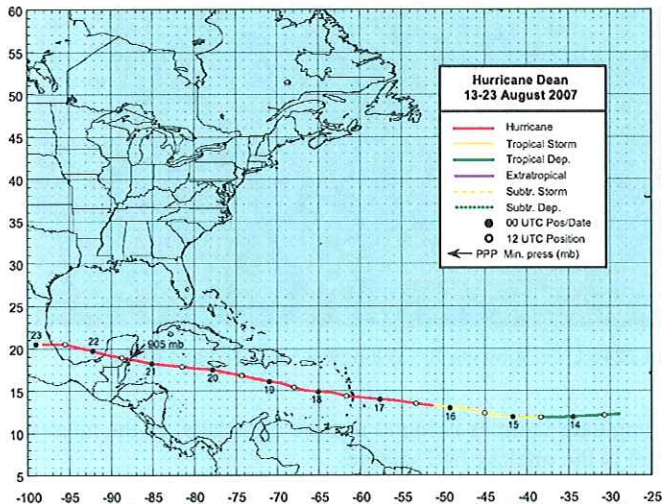 60
55
50
45
40
35
30
25
20
15
10
5
Hurricane Dean
13-23 August 2007
Hurricane
Tropical Storm
Tropical Dep.
Extratropical
Subtr. Storm
Subtr. Dep.
00 UTC Pos/Date
12 UTC Position
PPP Min. press (mb)
23
22
905 mb
21
20
19
18
17
16
15
14
-100 -95 -90 -85 -80 -75 -70 -65 -60 -55 -50 -45 -40 -35 -30 -25